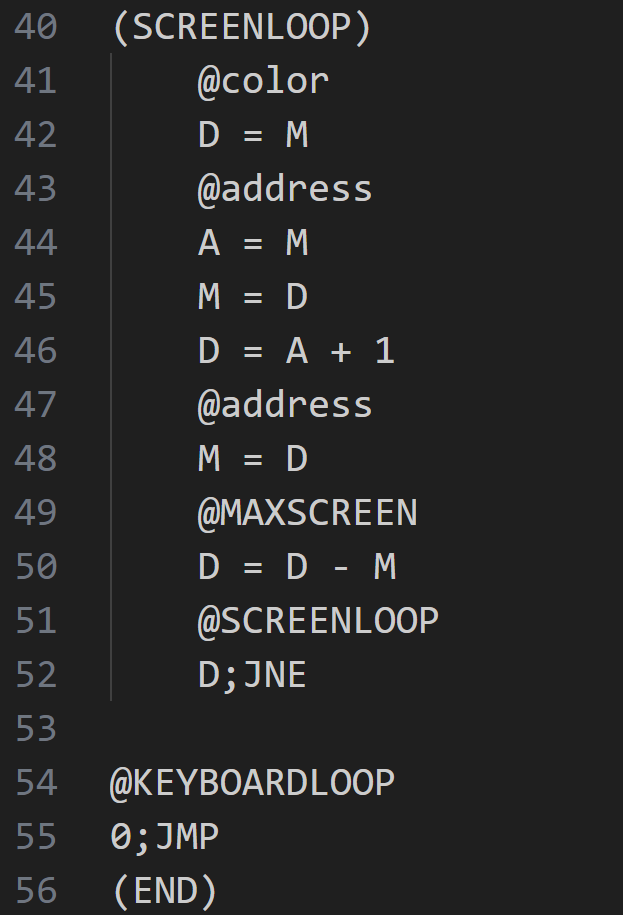 40 (SCREENLOOP)
41 @color
42 D = M
43 @address
44 A = M
45 M = D
46 D = A + 1
47 @address
48 M = D
49 @MAXSCREEN
50 D = D - M
51 @SCREENLOOP
52 D;JNE
53
54 @KEYBOARDLOOP
55 0;JMP
56 (END)